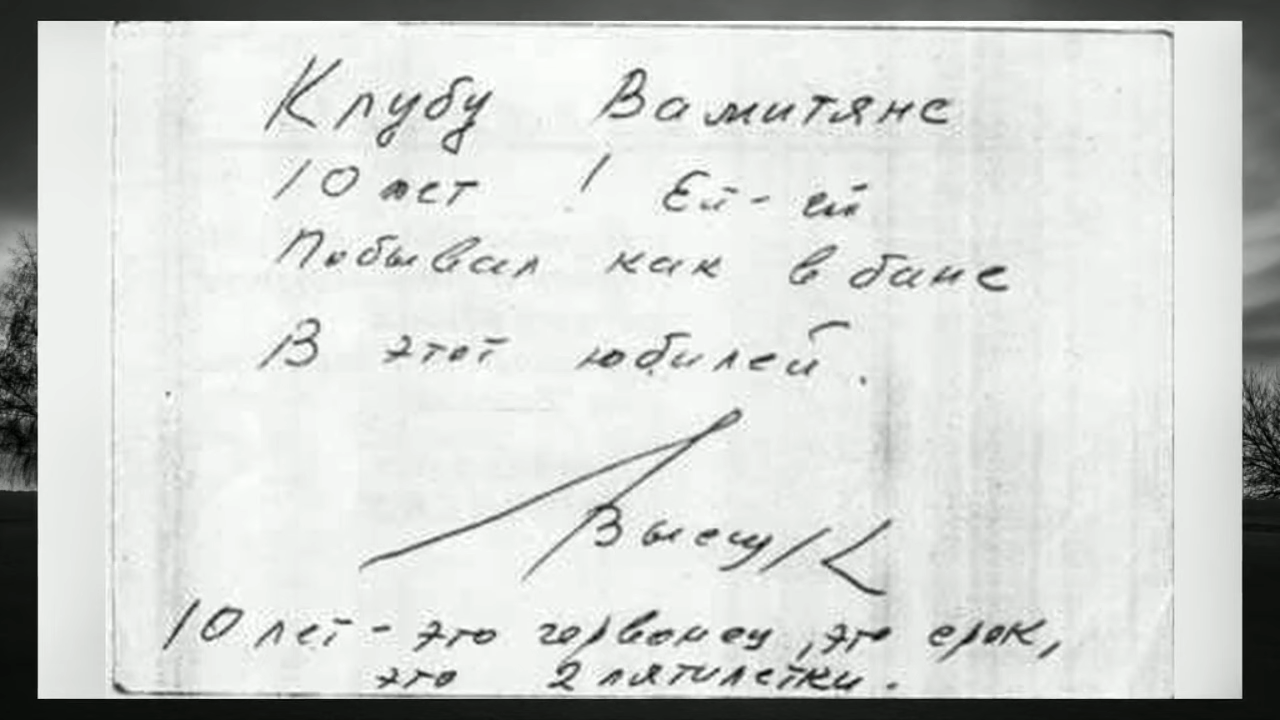 Клубу Вамитяне
10 лет ! Ей-ей
Побывал как в бане
В этот юбилей.
10 лет - это червонец, это срок,
это 2 пятилетки.